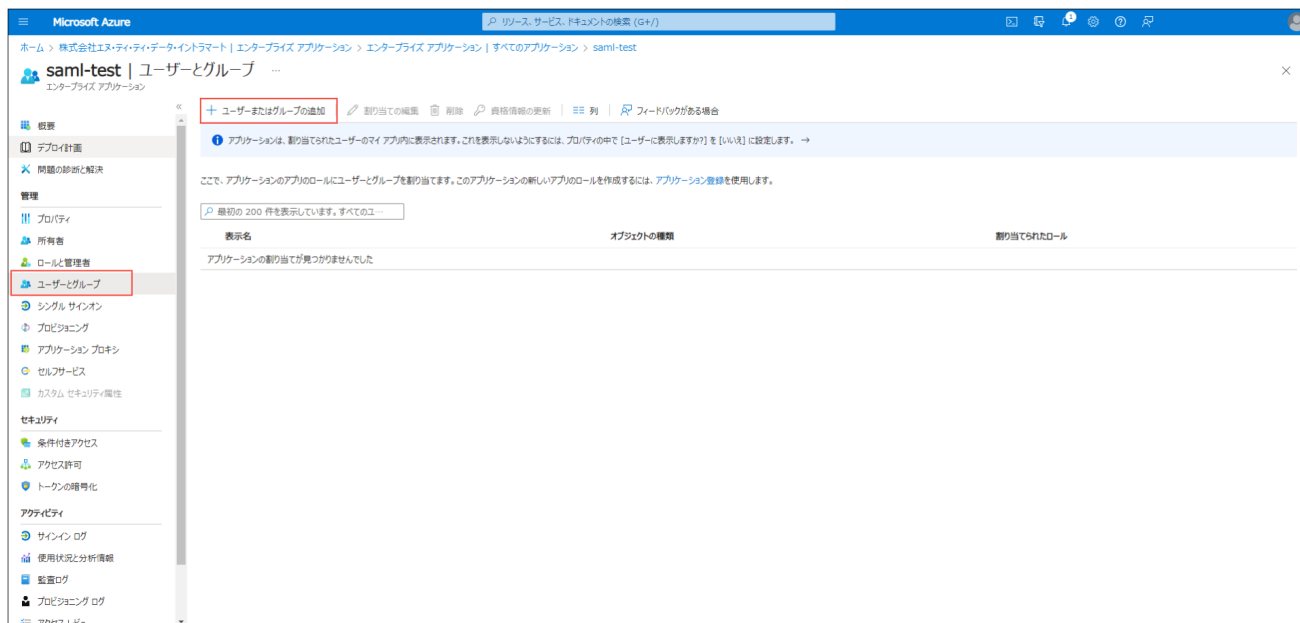 Microsoft Azure
リソース、サービス、ドキュメントの検索 (G+/)
1
ホーム > 株式会社エヌ・ティ・ティ・データ・イントラマート | エンタープライズ アプリケーション > エンタープライズ アプリケーション | すべてのアプリケーション > saml-test
saml-test | ユーザーとグループ …
エンタープライズ アプリケーション
概要
デプロイ計画
問題の診断と解決
管理
プロパティ
所有者
ロールと管理者
ユーザーとグループ
シングル サインオン
プロビジョニング
アプリケーション プロキシ
セルフサービス
カスタム セキュリティ属性
セキュリティ
条件付きアクセス
アクセス許可
トークンの暗号化
アクティビティ
サインイン ログ
使用状況と分析情報
監査ログ
プロビジョニング ログ
ユーザーまたはグループの追加 割り当ての編集 削除 資格情報の更新 列 フィードバックがある場合
アプリケーションは、割り当てられたユーザーのマイ アプリ内に表示されます。これを表示しないようにするには、プロパティの中で [ユーザーに表示しますか?] を [いいえ] に設定します。 →
ここで、アプリケーションのアプリのロールにユーザーとグループを割り当てます。このアプリケーションの新しいアプリのロールを作成するには、アプリケーション登録を使用します。
最初の 200 件を表示しています。すべてのユ…
表示名 オブジェクトの種類 割り当てられたロール
アプリケーションの割り当てが見つかりませんでした